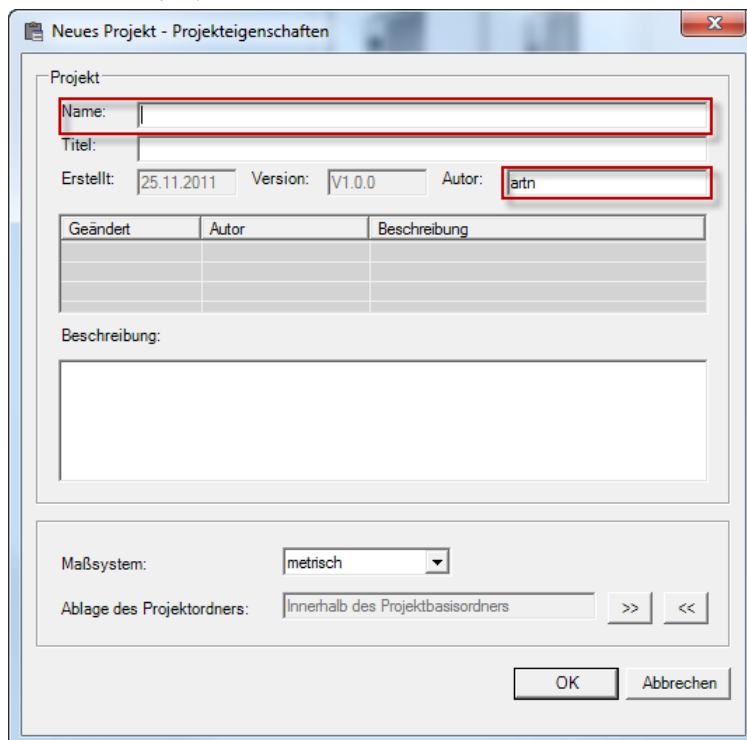 Neues Projekt - Projekteigenschaften
Projekt
Name:
Titel:
Erstellt: 25.11.2011 Version: V1.0.0 Autor: artn
Geändert Autor Beschreibung
Beschreibung:
Maßsystem: metrisch
Ablage des Projektordners: Innerhalb des Projektbasisordners >> <<
OK Abbrechen